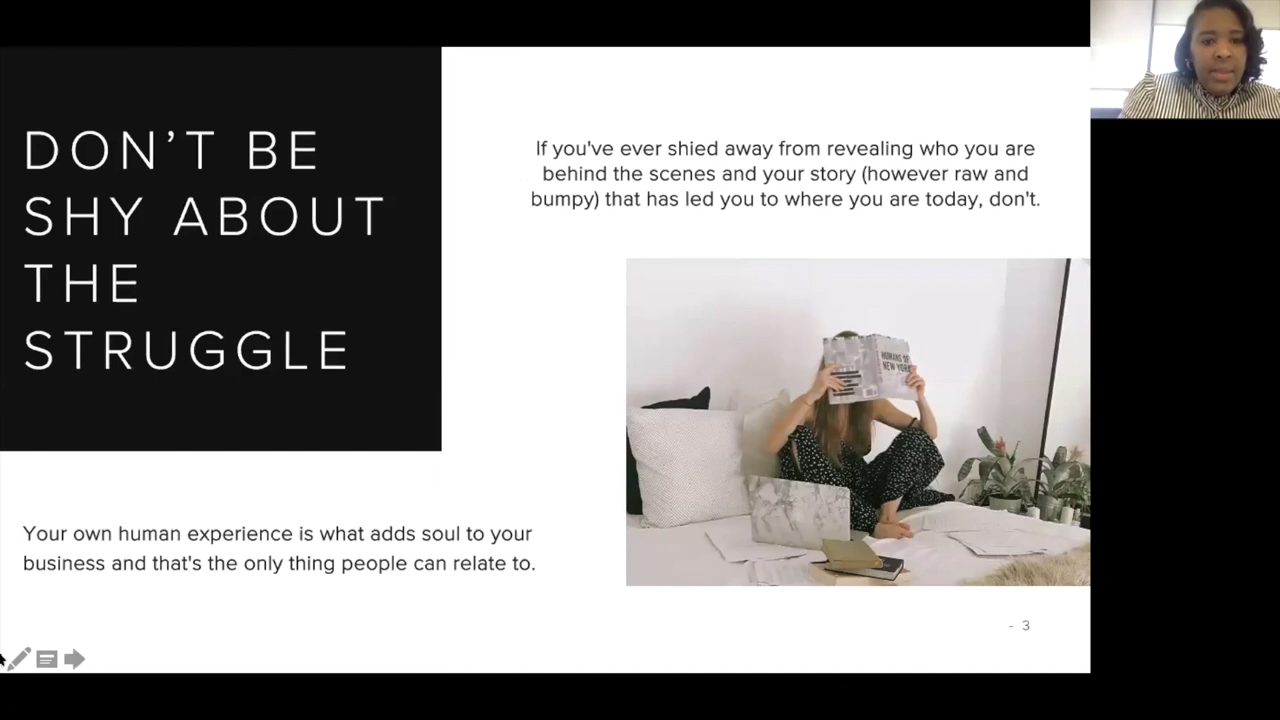 DON'T BE
SHY ABOUT
THE
STRUGGLE
If you've ever shied away from revealing who you are
behind the scenes and your story (however raw and
bumpy) that has led you to where you are today, don't.
HUMANS OF
NEW YORK
Your own human experience is what adds soul to your
business and that's the only thing people can relate to.
- 3